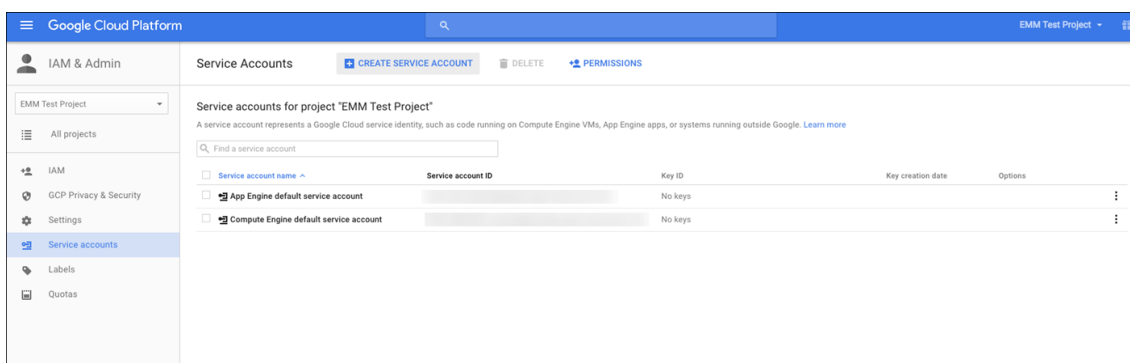 Google Cloud Platform
EMM Test Project
IAM & Admin
Service Accounts
CREATE SERVICE ACCOUNT
DELETE
PERMISSIONS
EMM Test Project
All projects
IAM
GCP Privacy & Security
Settings
Service accounts
Labels
Quotas
Service accounts for project "EMM Test Project"
A service account represents a Google Cloud service identity, such as code running on Compute Engine VMs, App Engine apps, or systems running outside Google. Learn more
Find a service account
Service account name Service account ID Key ID Key creation date Options
App Engine default service account No keys
Compute Engine default service account No keys